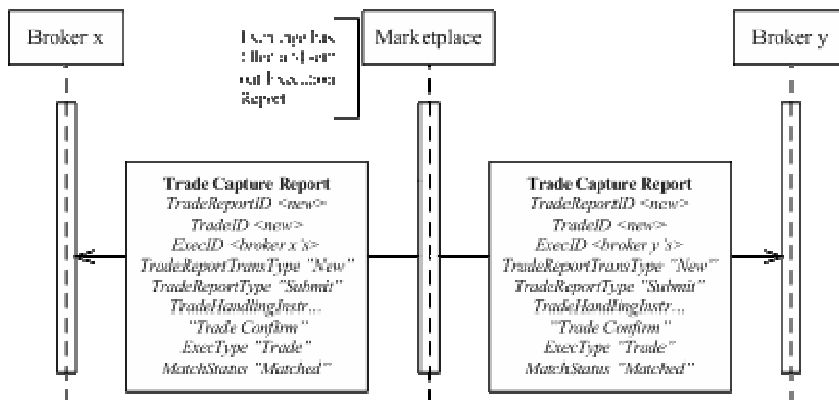 Broker x
Marketplace
Broker y
Report
Trade Capture Report
TradeReportID <new>
TradeID <new>
ExecID <broker x's>
TradeReportTransType "New"
TradeReportType "Submit"
TradeHandlingInstr...
"Trade Confirm"
ExecType "Trade"
MatchStatus "Matched"
Trade Capture Report
TradeReportID <new>
TradeID <new>
ExecID <broker y's>
TradeReportTransType "New"
TradeReportType "Submit"
TradeHandlingInstr...
"Trade Confirm"
ExecType "Trade"
MatchStatus "Matched"